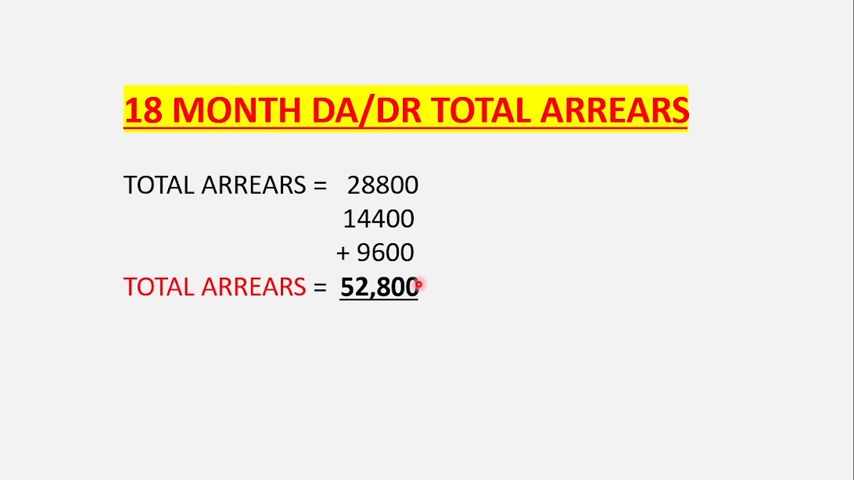 18 MONTH DA/DR TOTAL ARREARS
TOTAL ARREARS = 28800
14400
+ 9600
TOTAL ARREARS = 52,800